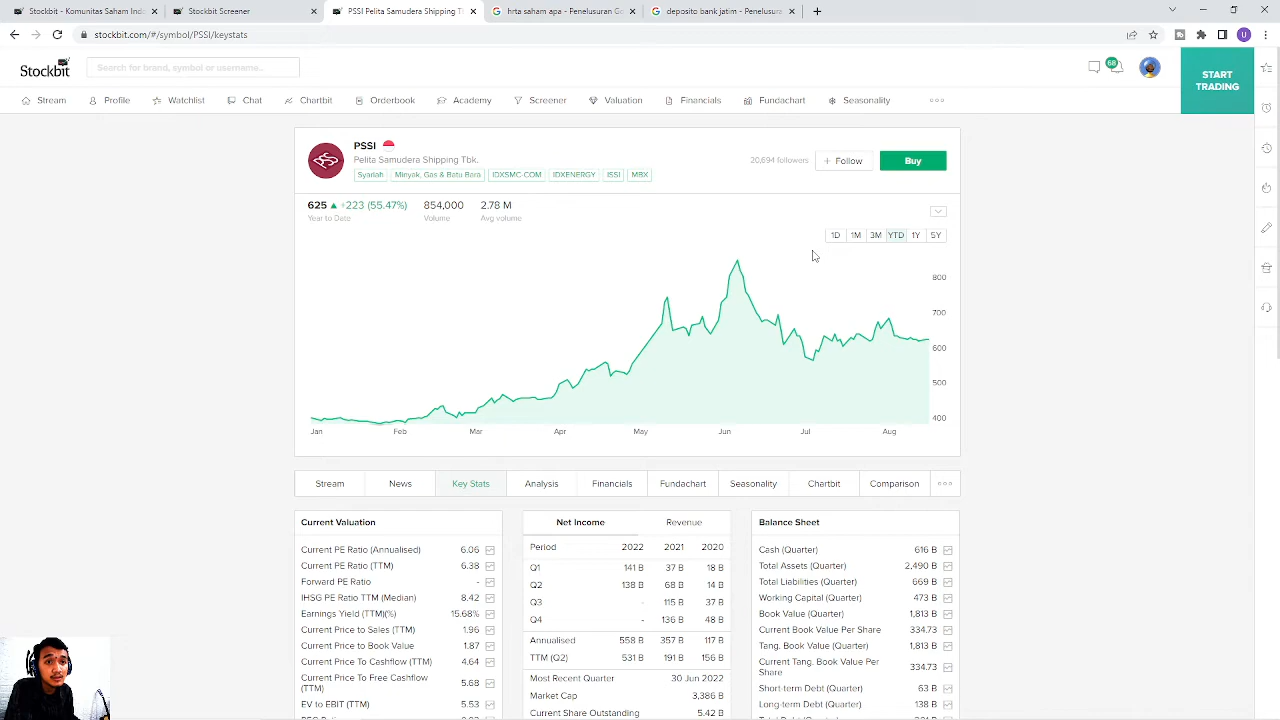 Stockbit - Komunitas Saham Ind
Stockbit Screener
PSSI Pelita Samudera Shipping T
hrta saham apa - Penelusuran G
deposito bank jatim - Penelusura
stockbit.com/#/symbol/PSSI/keystats
U
Stockbit
Search for brand, symbol or username..
68
START TRADING
Stream Profile Watchlist Chat Chartbit Orderbook Academy Screener Valuation Financials Fundachart Seasonality
PSSI
Pelita Samudera Shipping Tbk.
20,694 followers
+ Follow
Buy
Syariah Minyak, Gas & Batu Bara IDXSMC-COM IDXENERGY ISSI MBX
625 +223 (55.47%) 854,000 2.78 M
Year to Date Volume Avg volume
1D 1M 3M YTD 1Y 5Y
800
700
600
500
400
Jan Feb Mar Apr May Jun Jul Aug
Stream News Key Stats Analysis Financials Fundachart Seasonality Chartbit Comparison
Current Valuation
Current PE Ratio (Annualised) 6.06
Current PE Ratio (TTM) 6.38
Forward PE Ratio -
IHSG PE Ratio TTM (Median) 8.42
Earnings Yield (TTM)(%) 15.68%
Current Price to Sales (TTM) 1.96
Current Price to Book Value 1.87
Current Price To Cashflow (TTM) 4.64
Current Price To Free Cashflow (TTM) 5.68
EV to EBIT (TTM) 5.53
Net Income Revenue
Period 2022 2021 2020
Q1 141 B 37 B 18 B
Q2 138 B 68 B 14 B
Q3 - 115 B 37 B
Q4 - 136 B 48 B
Annualised 558 B 357 B 117 B
TTM (Q2) 531 B 191 B 156 B
Most Recent Quarter 30 Jun 2022
Market Cap 3,386 B
Current Share Outstanding 5.42 B
Balance Sheet
Cash (Quarter) 616 B
Total Assets (Quarter) 2,490 B
Total Liabilities (Quarter) 669 B
Working Capital (Quarter) 473 B
Book Value (Quarter) 1,813 B
Current Book Value Per Share 334.73
Tang. Book Value (Quarter) 1,813 B
Current Tang. Book Value Per Share 334.73
Short-term Debt (Quarter) 63 B
Long-term Debt (Quarter) 138 B